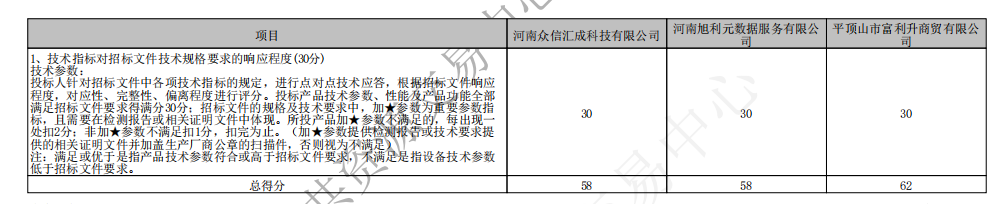 项目
河南众信汇成科技有限公司
河南旭利元数据服务有限公
司
平顶山市富利升商贸有限公
司
1、技术指标对招标文件技术规格要求的响应程度(30分)
技术参数:
投标人针对招标文件中各项技术指标的规定，进行点对点技术应答，根据招标文件响应
程度，对应性、完整性、偏离程度进行评分。投标产品技术参数、性能及产品功能全部
满足招标文件要求得满分30分；招标文件的规格及技术要求中，加★参数为重要参数指
标，且需要在检测报告或相关证明文件中体现。所投产品加★参数不满足的，每出现一
处扣2分；非加★参数不满足扣1分，扣完为止。（加★参数提供检测报告或技术要求提
供的相关证明文件并加盖生产厂商公章的扫描件，否则视为不满足）
注：满足或优于是指产品技术参数符合或高于招标文件要求，不满足是指设备技术参数
低于招标文件要求。
30
30
30
总得分
58
58
62
共资源交易
易中心